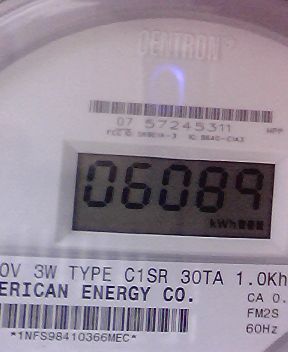 CENTRON
07 57245311
06089
kWh
0V 3W TYPE C1SR 30TA 1.0Kh
ERICAN ENERGY CO. CA 0.
FM2S
60Hz
*1NFS98410366MEC*